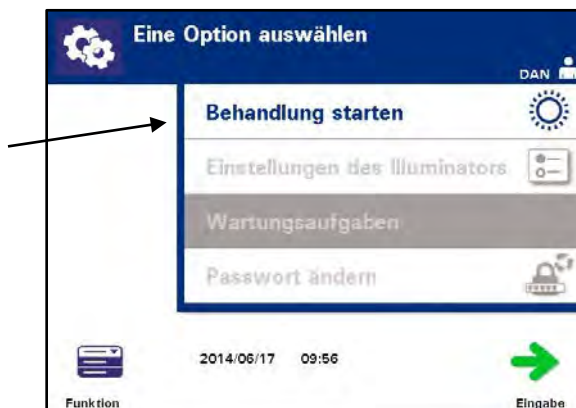 Eine Option auswählen
DAN
Behandlung starten
Einstellungen des Illuminators
Wartungsaufgaben
Passwort ändern
2014/06/17 09:56
Funktion
Eingabe